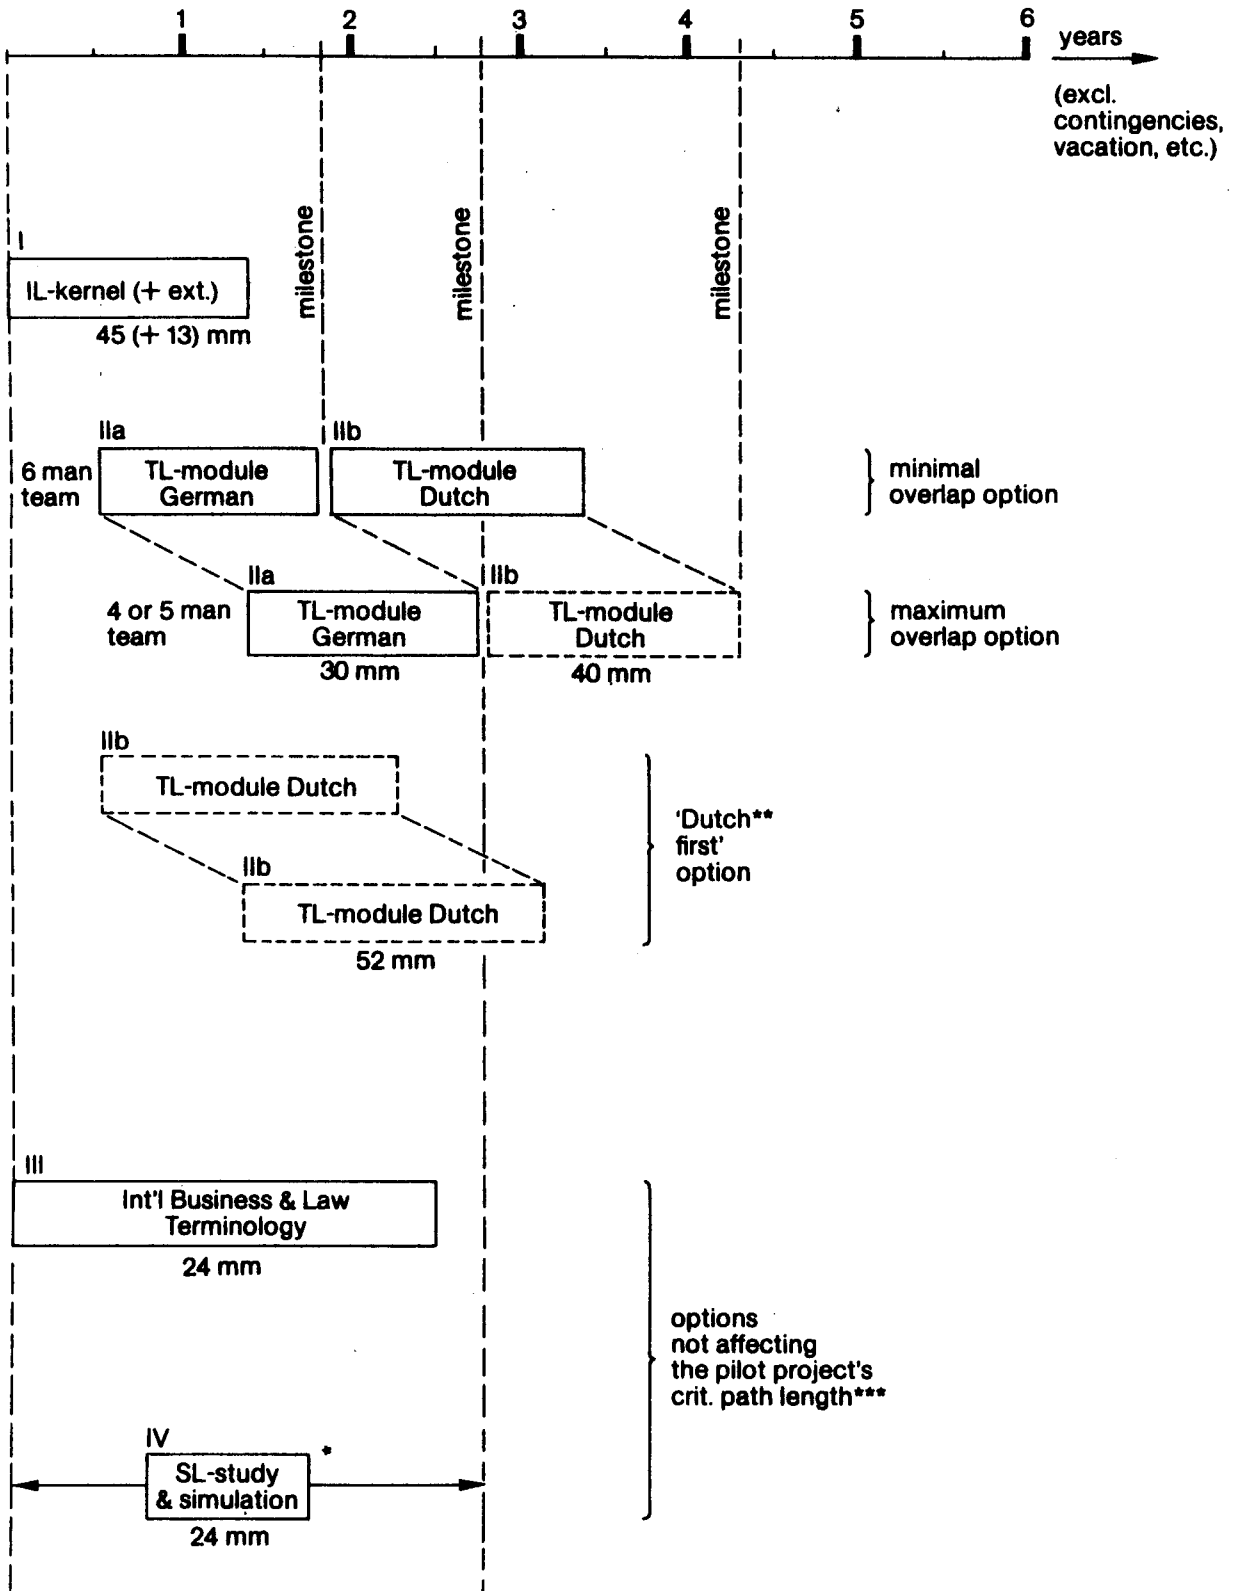 1 2 3 4 5 6 years
(excl.
contingencies,
vacation, etc.)
milestone
milestone
milestone
I
IL-kernel (+ ext.)
45 (+ 13) mm
IIa
IIb
6 man
team
TL-module
German
TL-module
Dutch
minimal
overlap option
IIa
IIb
4 or 5 man
team
TL-module
German
30 mm
TL-module
Dutch
40 mm
maximum
overlap option
IIb
TL-module Dutch
IIb
TL-module Dutch
52 mm
'Dutch**
first'
option
III
Int'l Business & Law
Terminology
24 mm
options
not affecting
the pilot project's
crit. path length***
IV
*
SL-study
& simulation
24 mm